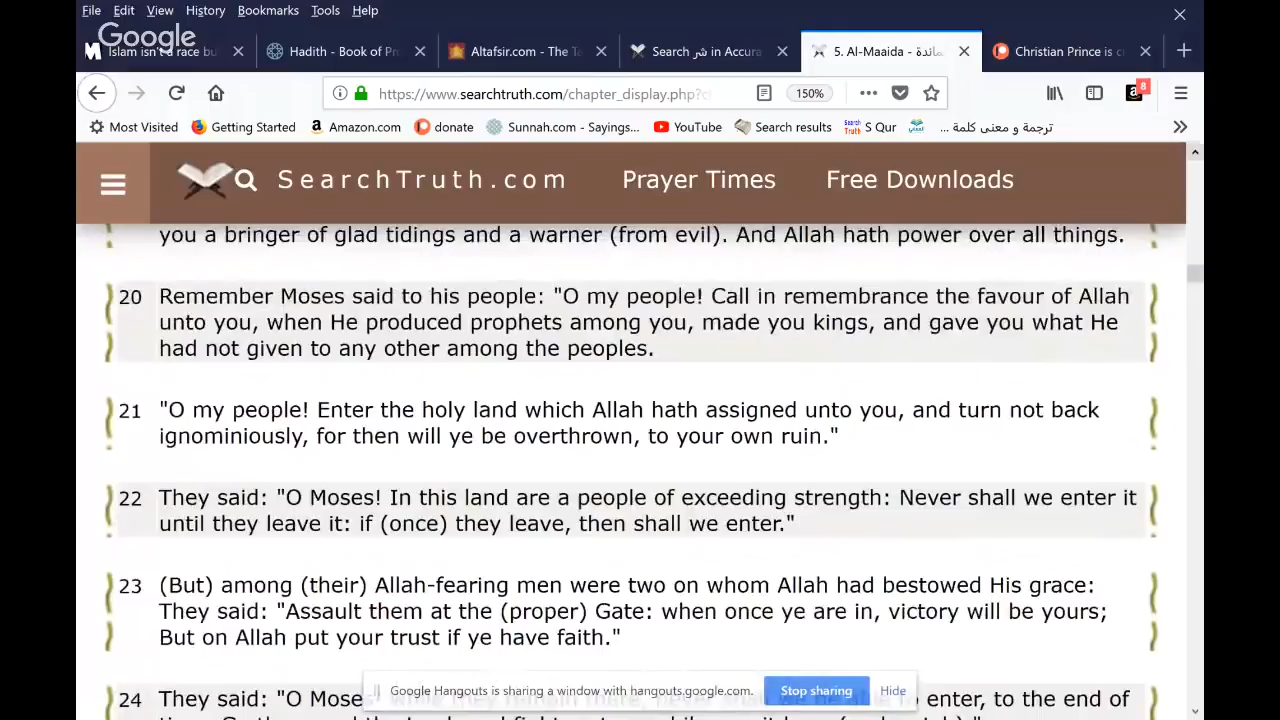 File Edit View History Bookmarks Tools Help
Google
Islam isn't a race bu
Hadith - Book of Pr
Altafsir.com - The Ta
Search شر in Accura
5. Al-Maaida - المائدة
Christian Prince is c
https://www.searchtruth.com/chapter_display.php?c
150%
8
Most Visited Getting Started Amazon.com donate Sunnah.com - Sayings,... YouTube Search results S Qur ترجمة و معنى كلمة ...
SearchTruth.com Prayer Times Free Downloads
you a bringer of glad tidings and a warner (from evil). And Allah hath power over all things.
20 Remember Moses said to his people: "O my people! Call in remembrance the favour of Allah
unto you, when He produced prophets among you, made you kings, and gave you what He
had not given to any other among the peoples.
21 "O my people! Enter the holy land which Allah hath assigned unto you, and turn not back
ignominiously, for then will ye be overthrown, to your own ruin."
22 They said: "O Moses! In this land are a people of exceeding strength: Never shall we enter it
until they leave it: if (once) they leave, then shall we enter."
23 (But) among (their) Allah-fearing men were two on whom Allah had bestowed His grace:
They said: "Assault them at the (proper) Gate: when once ye are in, victory will be yours;
But on Allah put your trust if ye have faith."
Google Hangouts is sharing a window with hangouts.google.com. Stop sharing Hide
24 They said: "O Moses enter, to the end of